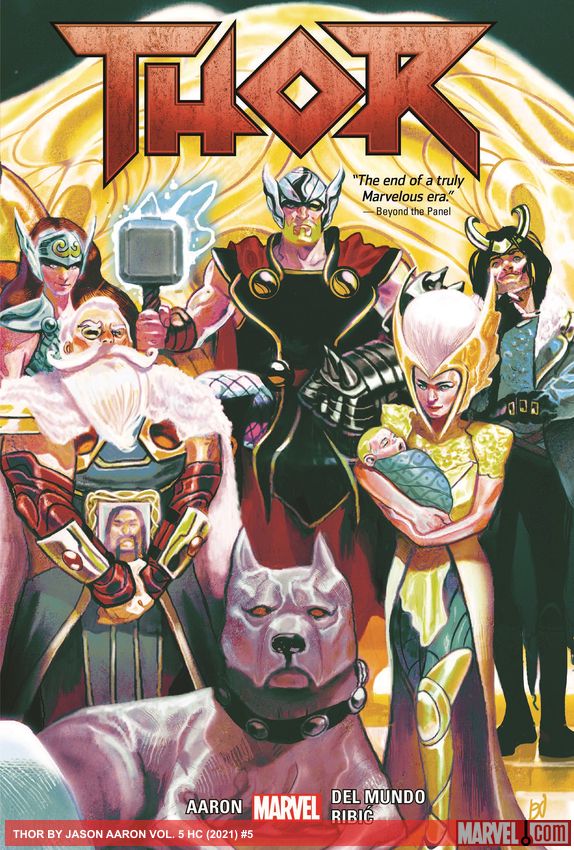 THOR
"The end of a truly
Marvelous era."
— Beyond the Panel
AARON
MARVEL
DEL MUNDO
RIBIĆ
THOR BY JASON AARON VOL. 5 HC (2021) #5
MARVEL.com